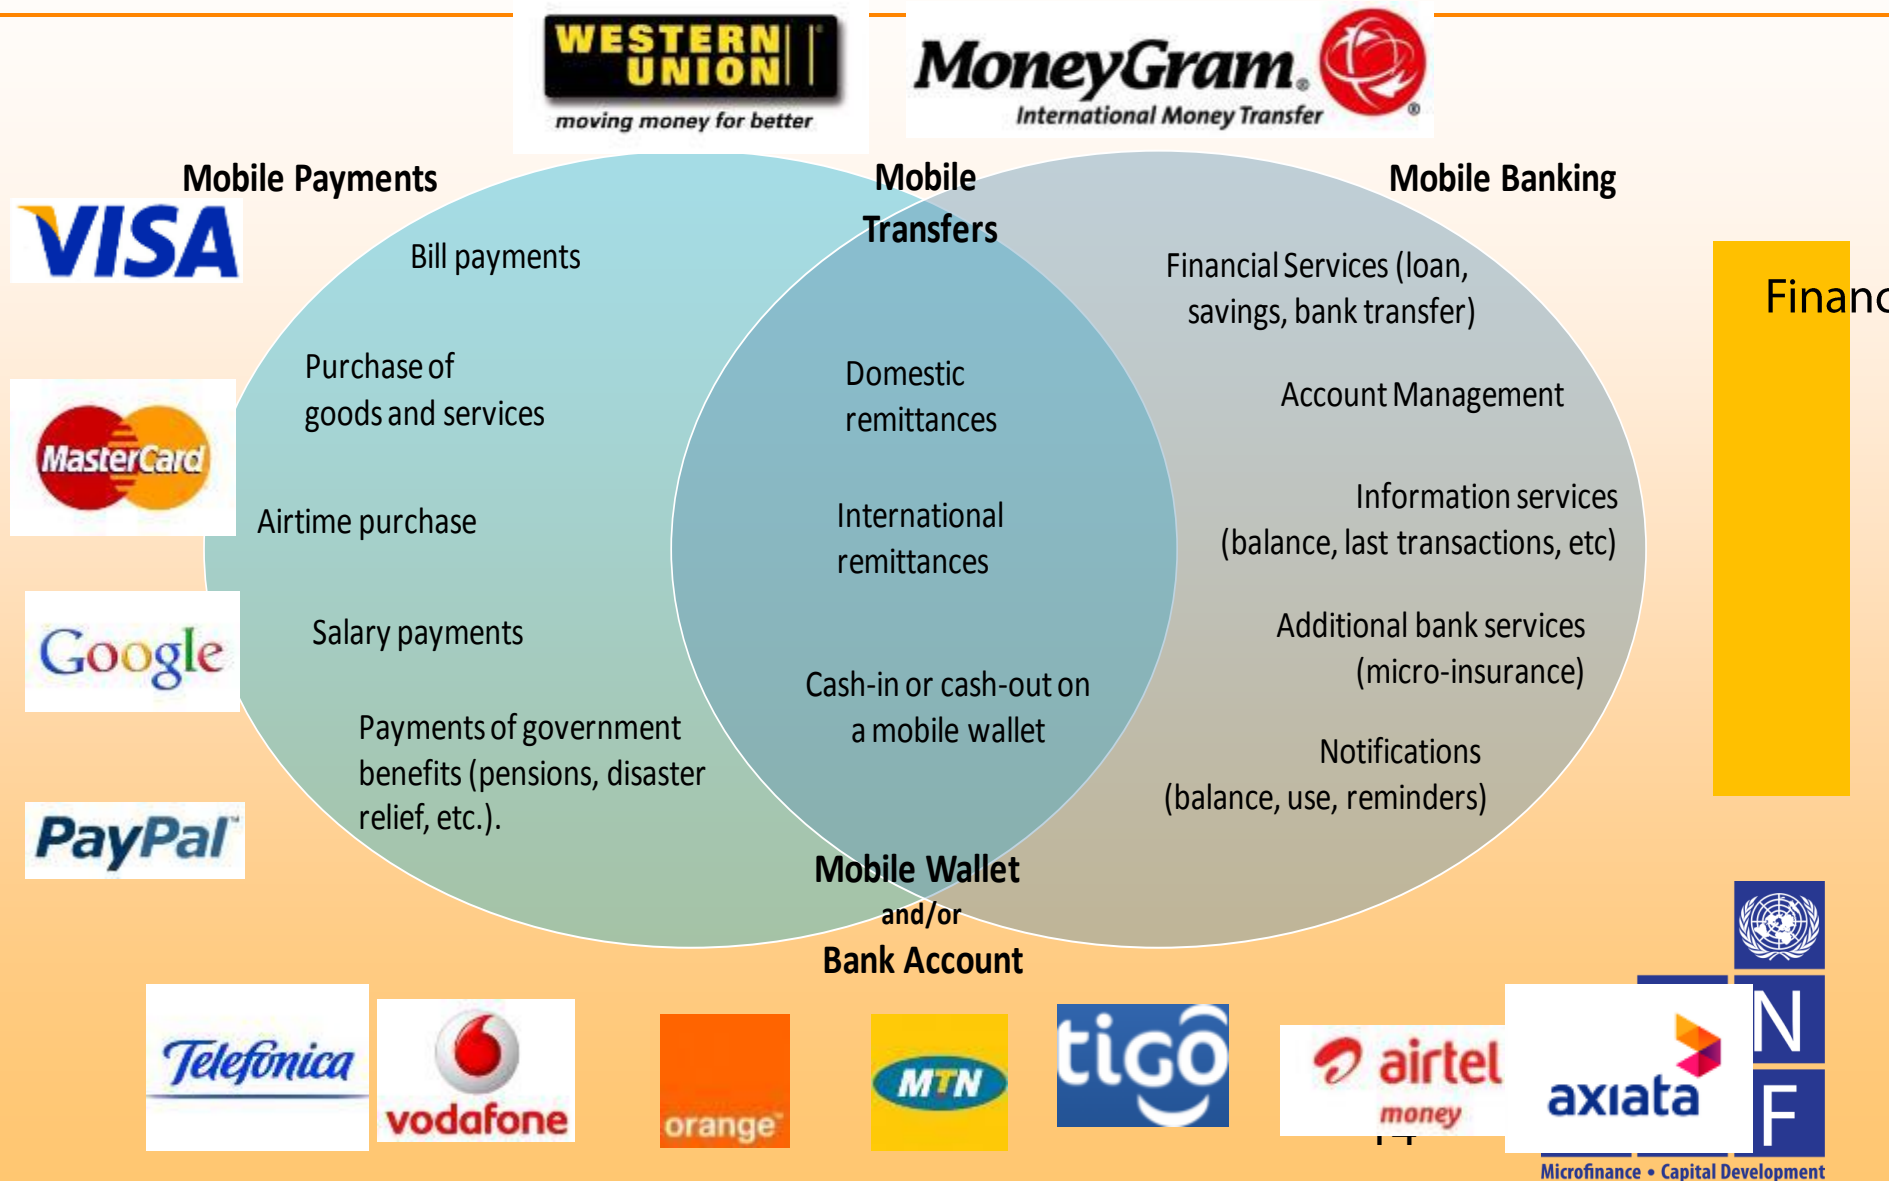 WESTERN
UNION
moving money for better
MoneyGram
International Money Transfer
Mobile Payments
Mobile
Transfers
Mobile Banking
VISA
MasterCard
Google
PayPal
Bill payments
Purchase of
goods and services
Airtime purchase
Salary payments
Payments of government
benefits (pensions, disaster
relief, etc.).
Domestic
remittances
International
remittances
Cash-in or cash-out on
a mobile wallet
Financial Services (loan,
savings, bank transfer)
Account Management
Information services
(balance, last transactions, etc)
Additional bank services
(micro-insurance)
Notifications
(balance, use, reminders)
Mobile Wallet
and/or
Bank Account
Telefónica
vodafone
orange
MTN
tigo
airtel
money
axiata
N
F
Microfinance • Capital Development